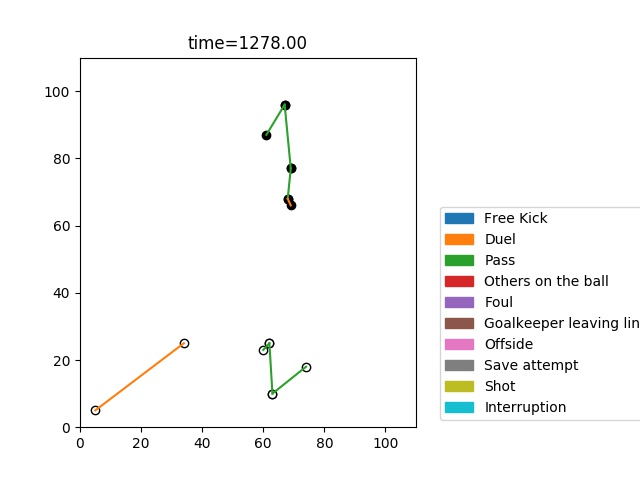 time=1278.00
100
80
60
40
20
0
0 20 40 60 80 100
Free Kick
Duel
Pass
Others on the ball
Foul
Goalkeeper leaving lin
Offside
Save attempt
Shot
Interruption